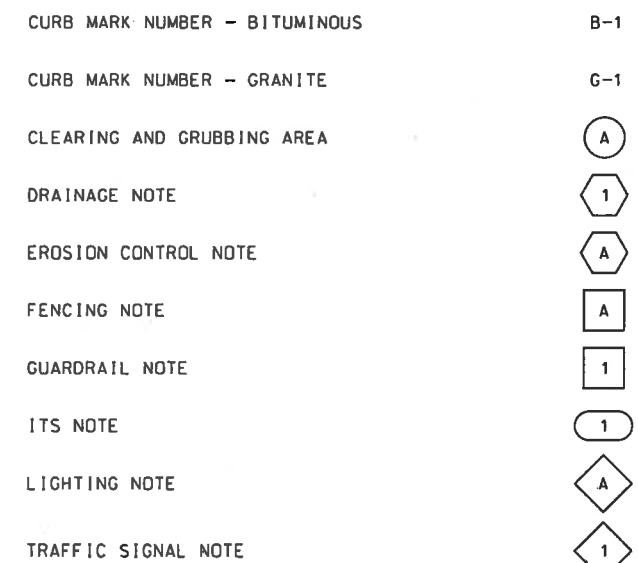 CURB MARK NUMBER - BITUMINOUS B-1
CURB MARK NUMBER - GRANITE G-1
CLEARING AND GRUBBING AREA A
DRAINAGE NOTE 1
EROSION CONTROL NOTE A
FENCING NOTE A
GUARDRAIL NOTE 1
ITS NOTE 1
LIGHTING NOTE A
TRAFFIC SIGNAL NOTE 1